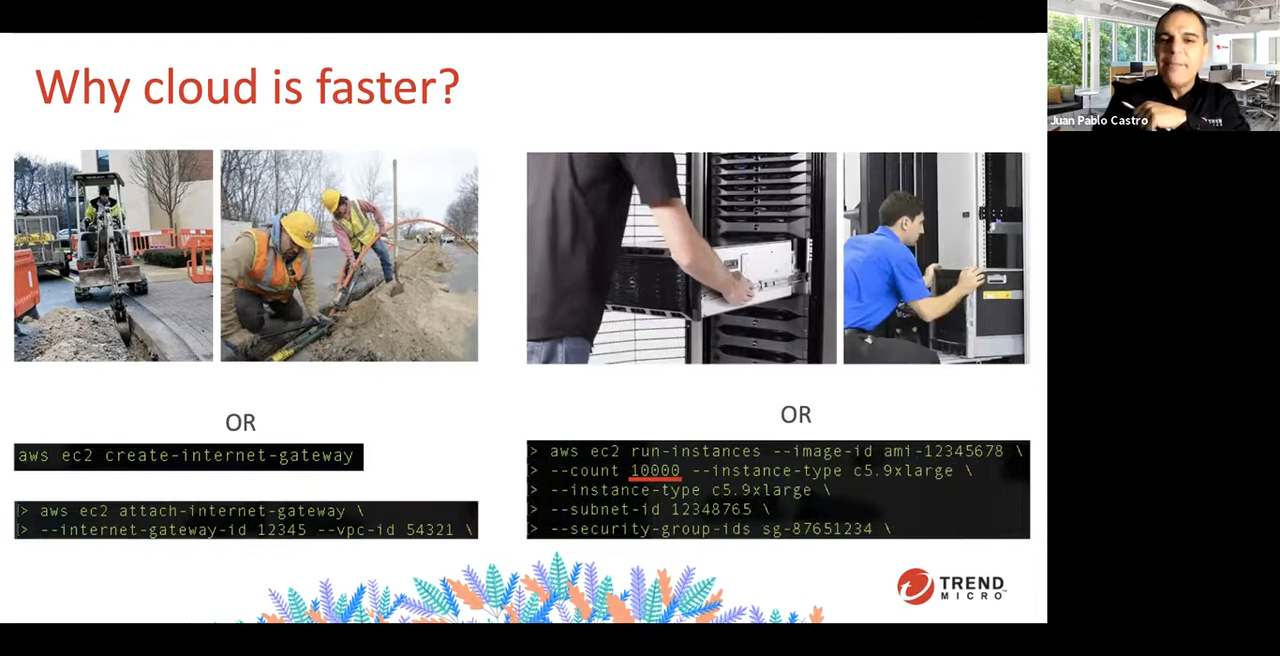 Why cloud is faster?
Juan Pablo Castro
OR
aws ec2 create-internet-gateway
> aws ec2 attach-internet-gateway \
> --internet-gateway-id 12345 --vpc-id 54321 \
OR
> aws ec2 run-instances --image-id ami-12345678 \
> --count 10000 --instance-type c5.9xlarge \
> --instance-type c5.9xlarge \
> --subnet-id 12348765 \
> --security-group-ids sg-87651234 \
TREND
MICRO™